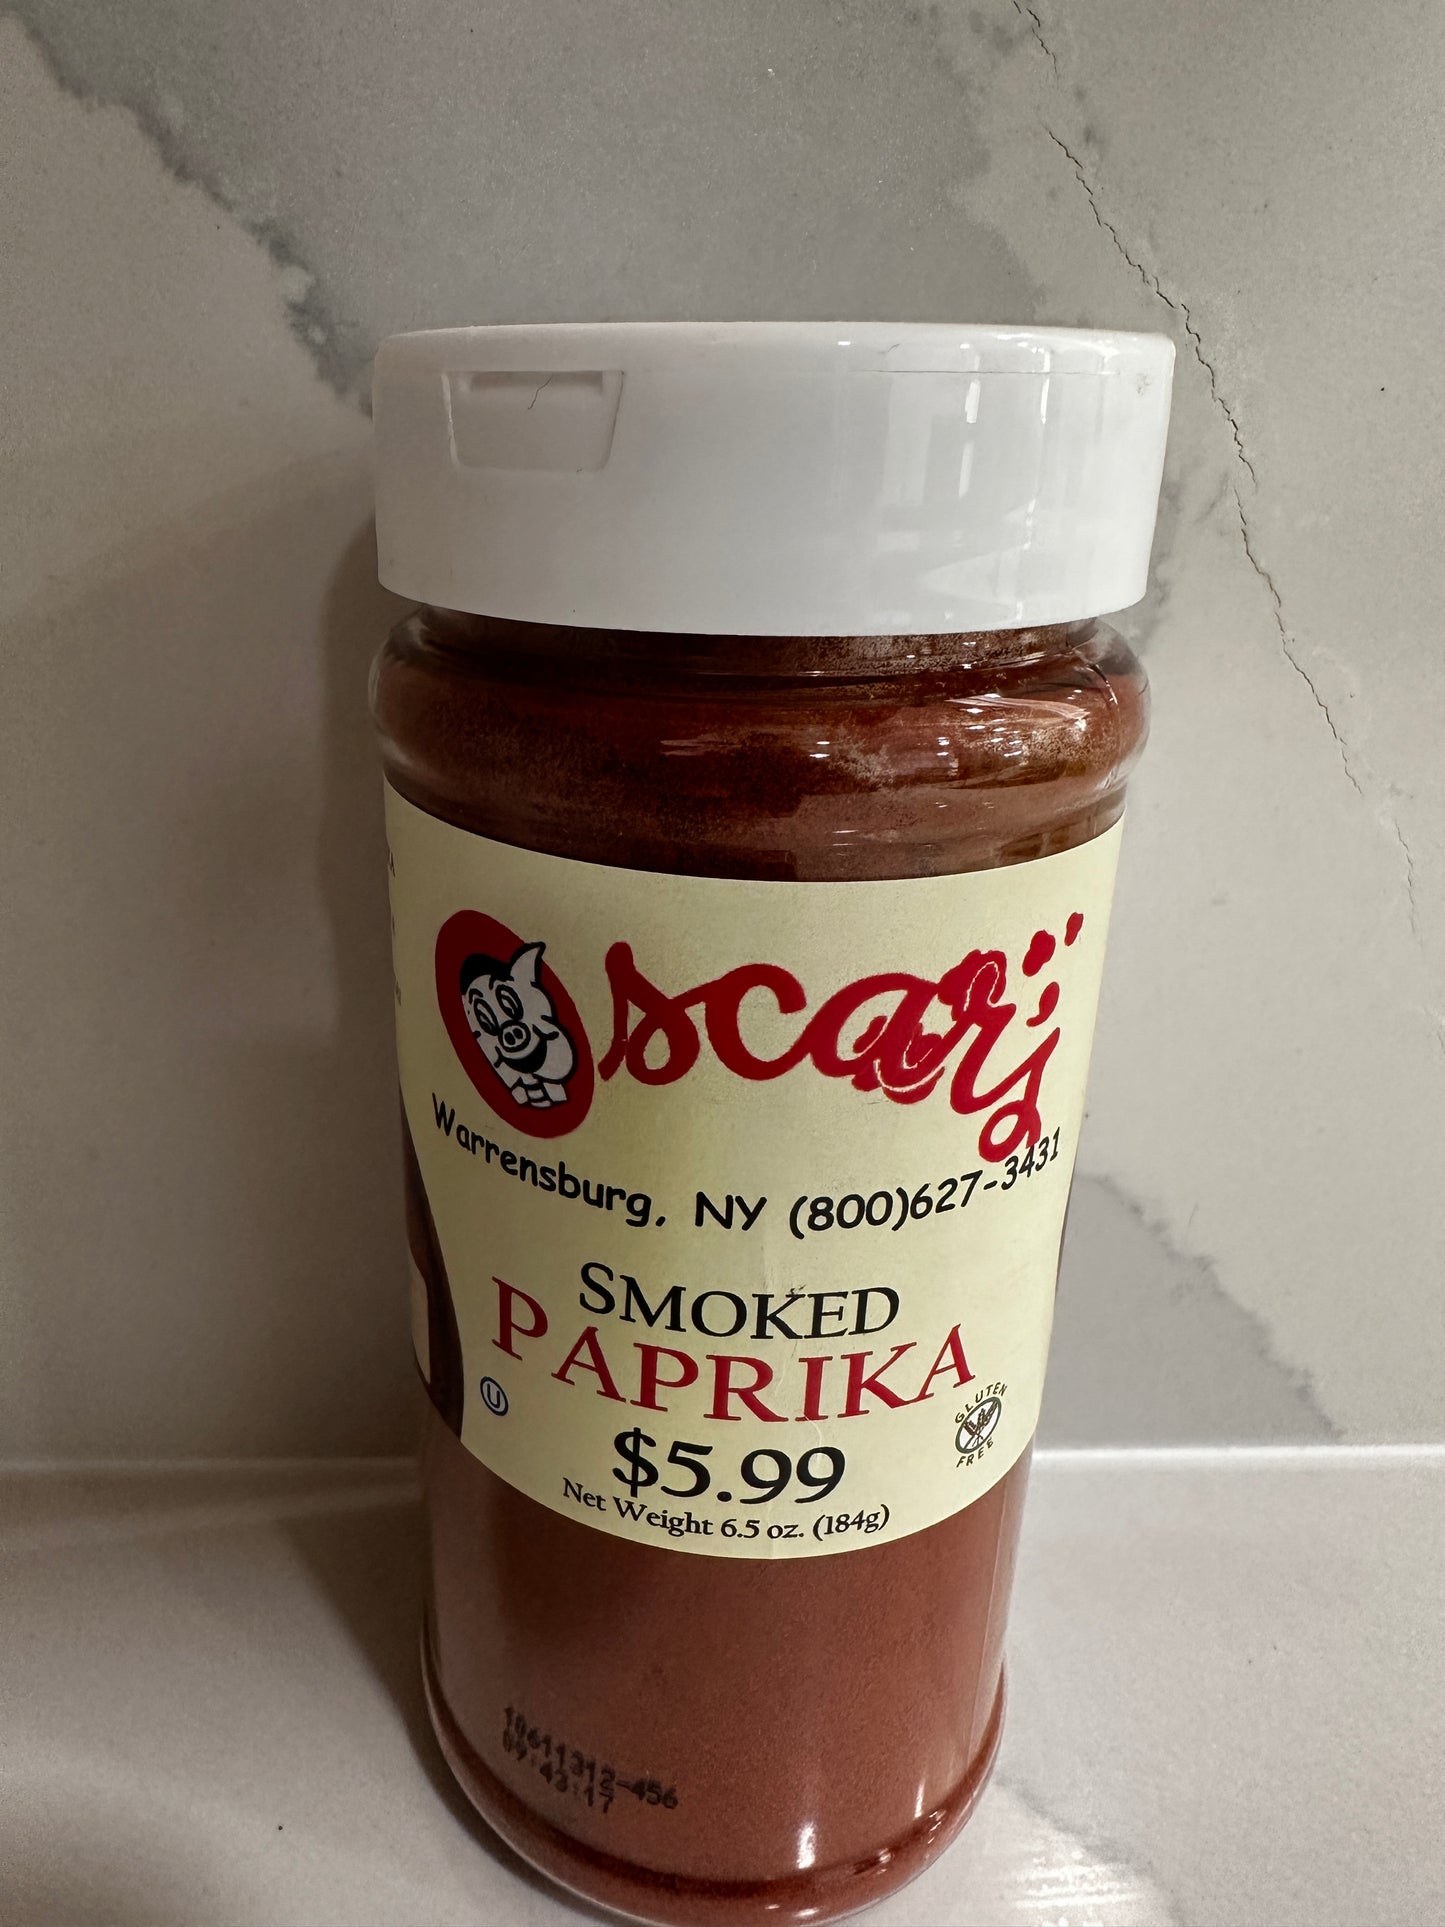 Oscar's
Warrensburg, NY (800)627-3431
SMOKED
PAPRIKA
U
GLUTEN
FREE
$5.99
Net Weight 6.5 oz. (184g)
10611312-456
09:43:17